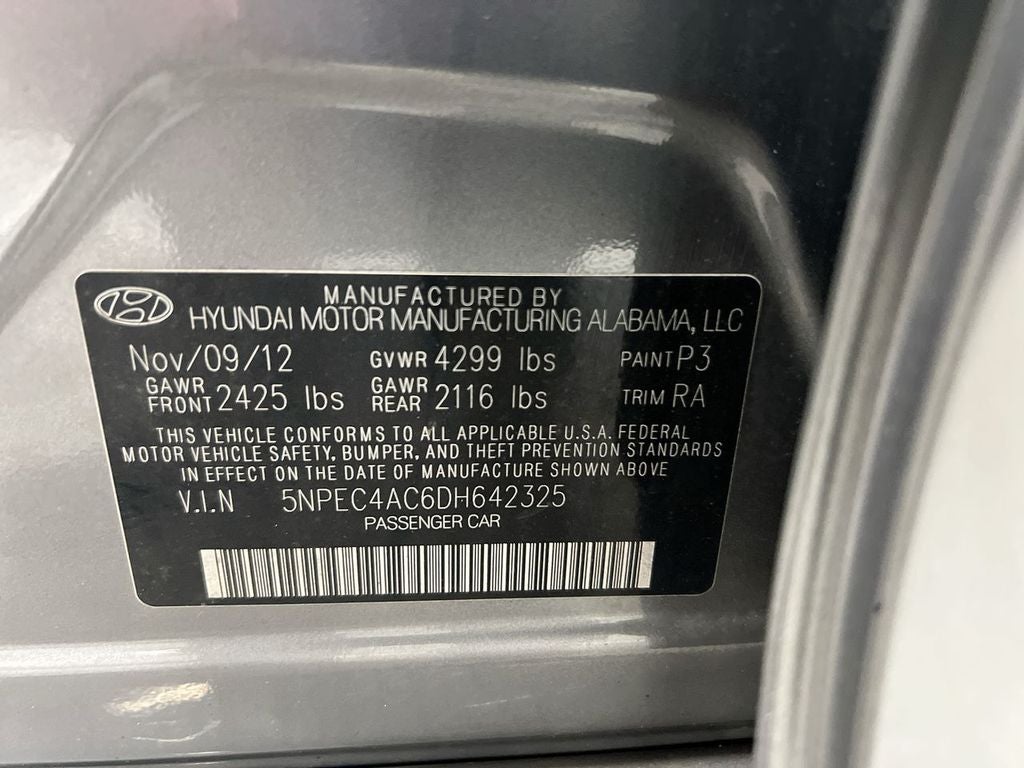 MANUFACTURED BY
HYUNDAI MOTOR MANUFACTURING ALABAMA, LLC
Nov/09/12 GVWR 4299 lbs PAINT P3
GAWR FRONT 2425 lbs GAWR REAR 2116 lbs TRIM RA
THIS VEHICLE CONFORMS TO ALL APPLICABLE U.S.A. FEDERAL
MOTOR VEHICLE SAFETY, BUMPER, AND THEFT PREVENTION STANDARDS
IN EFFECT ON THE DATE OF MANUFACTURE SHOWN ABOVE
V.I.N 5NPEC4AC6DH642325
PASSENGER CAR